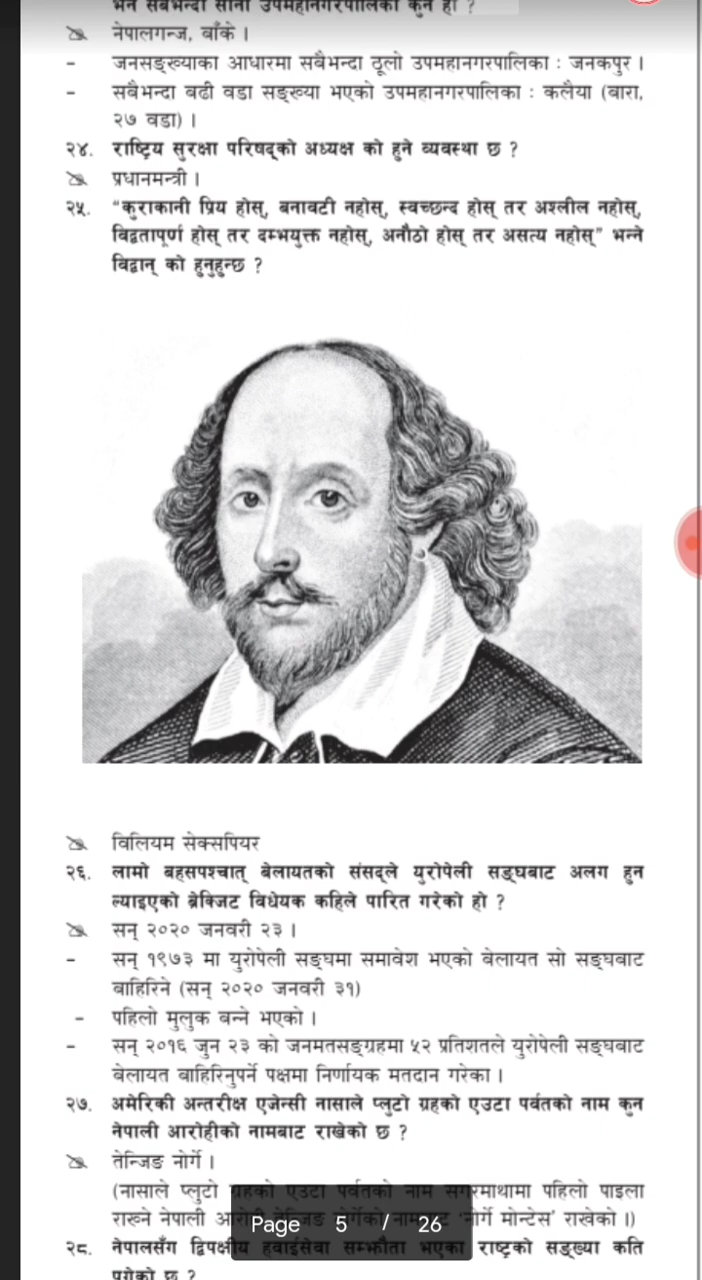 भने सबैभन्दा सानो उपमहानगरपालिका कुन हो ?
नेपालगन्ज, बाँके ।
- जनसङ्ख्याका आधारमा सबैभन्दा ठूलो उपमहानगरपालिका : जनकपुर ।
- सबैभन्दा बढी वडा सङ्ख्या भएको उपमहानगरपालिका : कलैया (बारा,
२७ वडा) ।
२४. राष्ट्रिय सुरक्षा परिषद्को अध्यक्ष को हुने व्यवस्था छ ?
प्रधानमन्त्री ।
२५. “कुराकानी प्रिय होस्, बनावटी नहोस्, स्वच्छन्द होस् तर अश्लील नहोस्,
विद्वतापूर्ण होस् तर दम्भयुक्त नहोस्, अनौठो होस् तर असत्य नहोस्” भन्ने
विद्वान् को हुनुहुन्छ ?
विलियम सेक्सपियर
२६. लामो बहसपश्चात् बेलायतको संसद्ले युरोपेली सङ्घबाट अलग हुन
ल्याइएको ब्रेक्जिट विधेयक कहिले पारित गरेको हो ?
सन् २०२० जनवरी २३ ।
- सन् १९७३ मा युरोपेली सङ्घमा समावेश भएको बेलायत सो सङ्घबाट
बाहिरिने (सन् २०२० जनवरी ३१)
- पहिलो मुलुक बन्ने भएको ।
- सन् २०१६ जुन २३ को जनमतसङ्ग्रहमा ५२ प्रतिशतले युरोपेली सङ्घबाट
बेलायत बाहिरिनुपर्ने पक्षमा निर्णायक मतदान गरेका ।
२७. अमेरिकी अन्तरीक्ष एजेन्सी नासाले प्लुटो ग्रहको एउटा पर्वतको नाम कुन
नेपाली आरोहीको नामबाट राखेको छ ?
तेन्जिङ नोर्गे ।
(नासाले प्लुटो ग्रहको एउटा पर्वतको नाम सगरमाथामा पहिलो पाइला
राख्ने नेपाली ‘नोर्गे मोन्टेस’ राखेको ।)
Page 5 / 26
२८. नेपालसँग द्विपक्षीय हवाईसेवा सम्झौता भएका राष्ट्रको सङ्ख्या कति
पुगेको छ ?